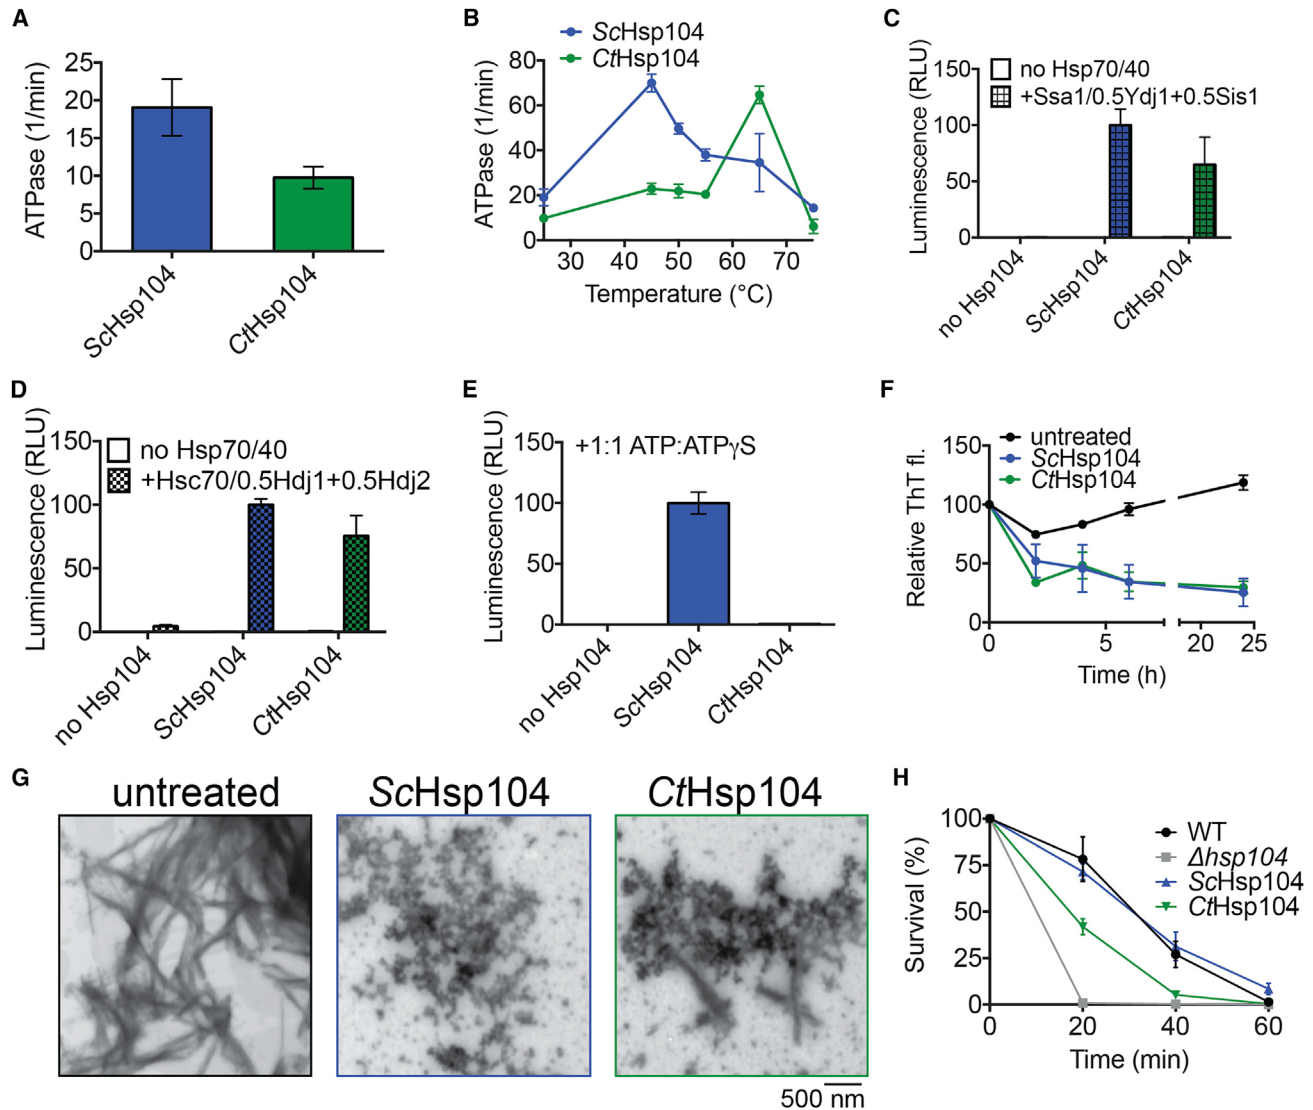 A
ATPase (1/min)
25
20
15
10
5
0
ScHsp104
CtHsp104
B
ScHsp104
CtHsp104
ATPase (1/min)
80
60
40
20
0
30 40 50 60 70
Temperature (°C)
C
Luminescence (RLU)
150
100
50
0
no Hsp70/40
+Ssa1/0.5Ydj1+0.5Sis1
no Hsp104
ScHsp104
CtHsp104
D
Luminescence (RLU)
150
100
50
0
no Hsp70/40
+Hsc70/0.5Hdj1+0.5Hdj2
no Hsp104
ScHsp104
CtHsp104
E
Luminescence (RLU)
150
100
50
0
+1:1 ATP:ATPγS
no Hsp104
ScHsp104
CtHsp104
F
Relative ThT fl.
150
100
50
0
untreated
ScHsp104
CtHsp104
0 5 20 25
Time (h)
G
untreated
ScHsp104
CtHsp104
500 nm
H
Survival (%)
100
75
50
25
0
WT
Δhsp104
ScHsp104
CtHsp104
0 20 40 60
Time (min)